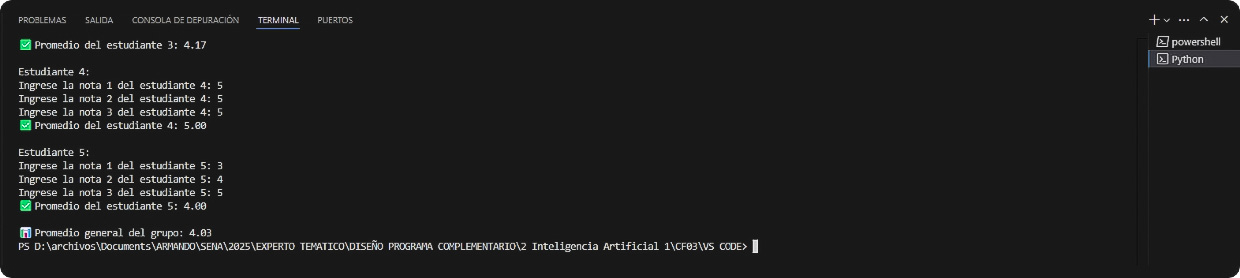 PROBLEMAS SALIDA CONSOLA DE DEPURACIÓN TERMINAL PUERTOS
✅ Promedio del estudiante 3: 4.17
powershell
Python
Estudiante 4:
Ingrese la nota 1 del estudiante 4: 5
Ingrese la nota 2 del estudiante 4: 5
Ingrese la nota 3 del estudiante 4: 5
✅ Promedio del estudiante 4: 5.00
Estudiante 5:
Ingrese la nota 1 del estudiante 5: 3
Ingrese la nota 2 del estudiante 5: 4
Ingrese la nota 3 del estudiante 5: 5
✅ Promedio del estudiante 5: 4.00
📊 Promedio general del grupo: 4.03
PS D:\archivos\Documents\ARMANDO\SENA\2025\EXPERTO TEMATICO\DISEÑO PROGRAMA COMPLEMENTARIO\2 Inteligencia Artificial 1\CF03\VS CODE>